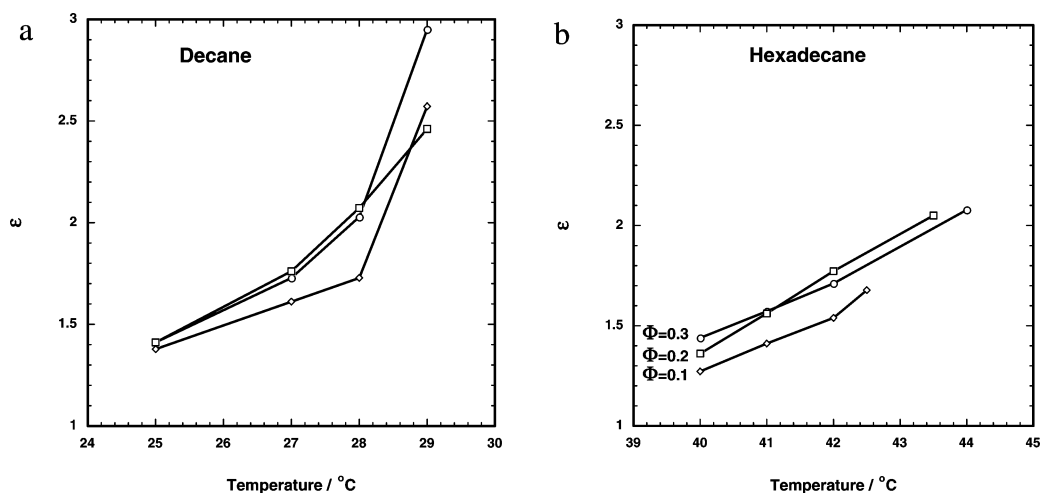 a
Decane
3
2.5
2
1.5
1
ε
24 25 26 27 28 29 30
Temperature / °C
b
Hexadecane
3
2.5
2
1.5
1
ε
Φ=0.3
Φ=0.2
Φ=0.1
39 40 41 42 43 44 45
Temperature / °C